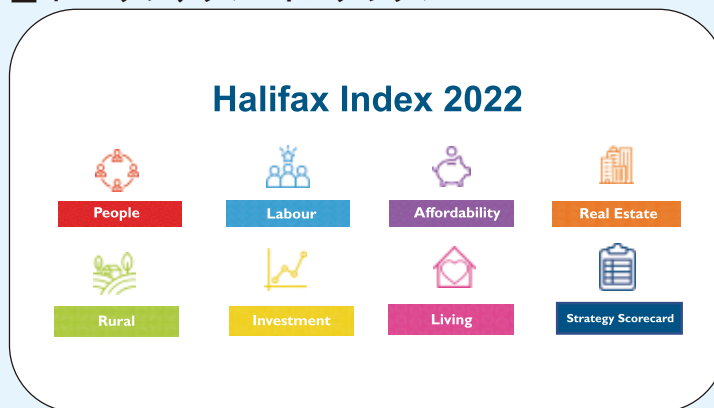 Halifax Index 2022
People
Labour
Affordability
Real Estate
Rural
Investment
Living
Strategy Scorecard